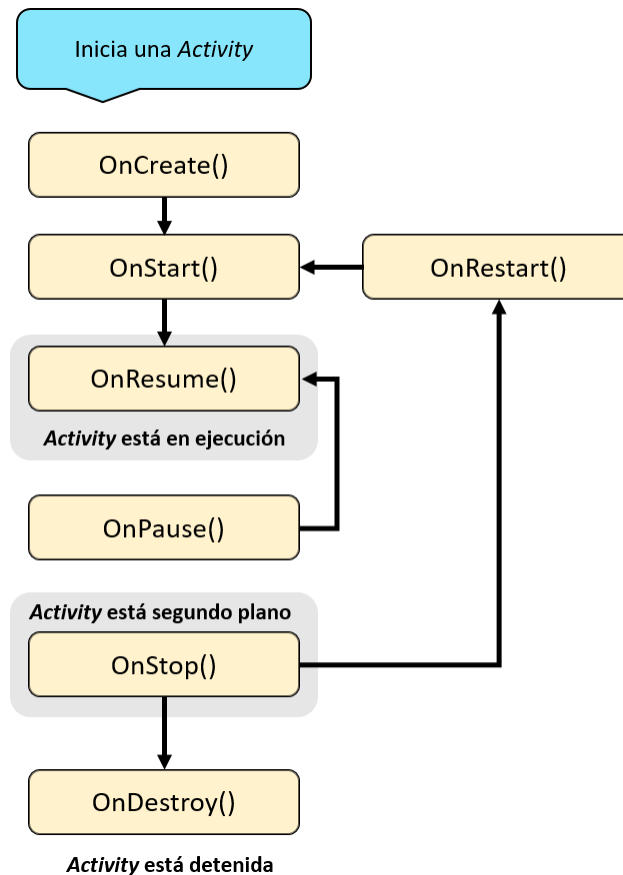 Inicia una Activity
OnCreate()
OnStart()
OnRestart()
OnResume()
Activity está en ejecución
OnPause()
Activity está segundo plano
OnStop()
OnDestroy()
Activity está detenida